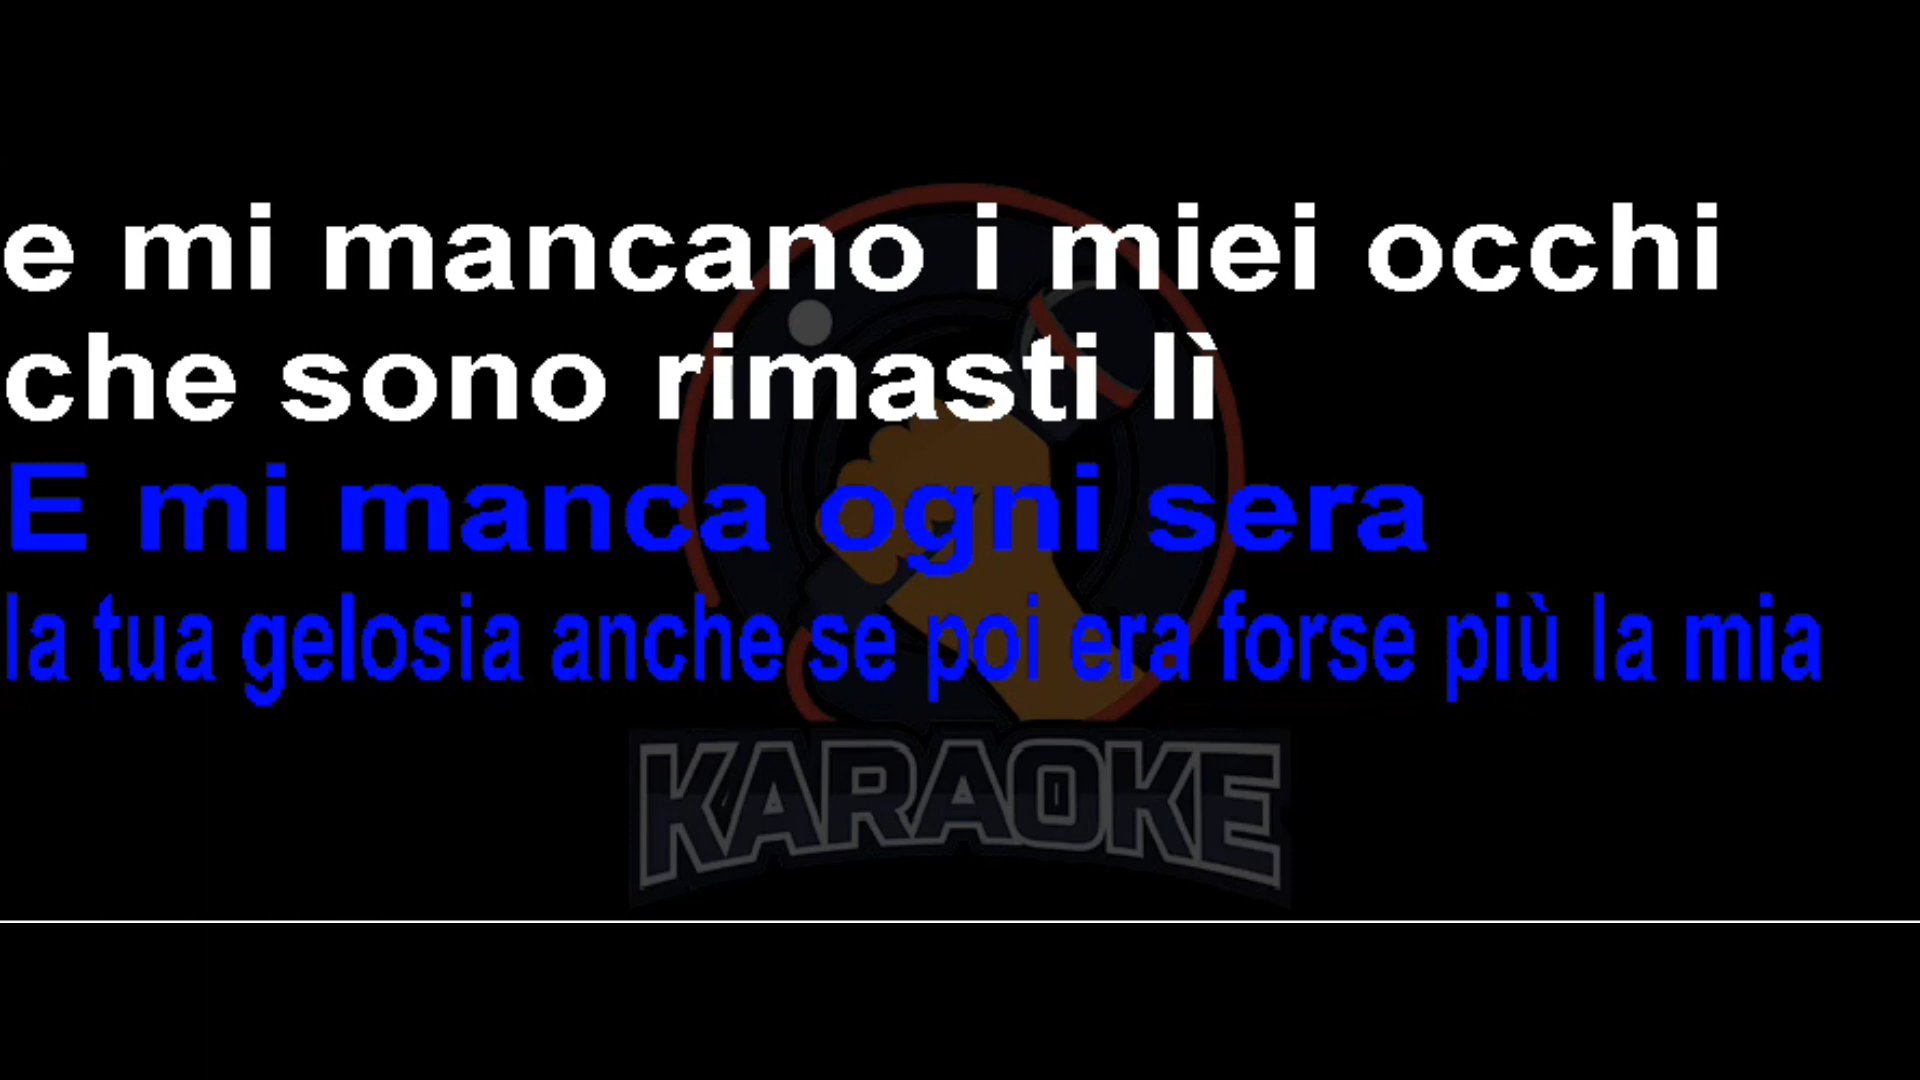 e mi mancano i miei occhi
che sono rimasti lì
E mi manca ogni sera
la tua gelosia anche se poi era forse più la mia
KARAOKE